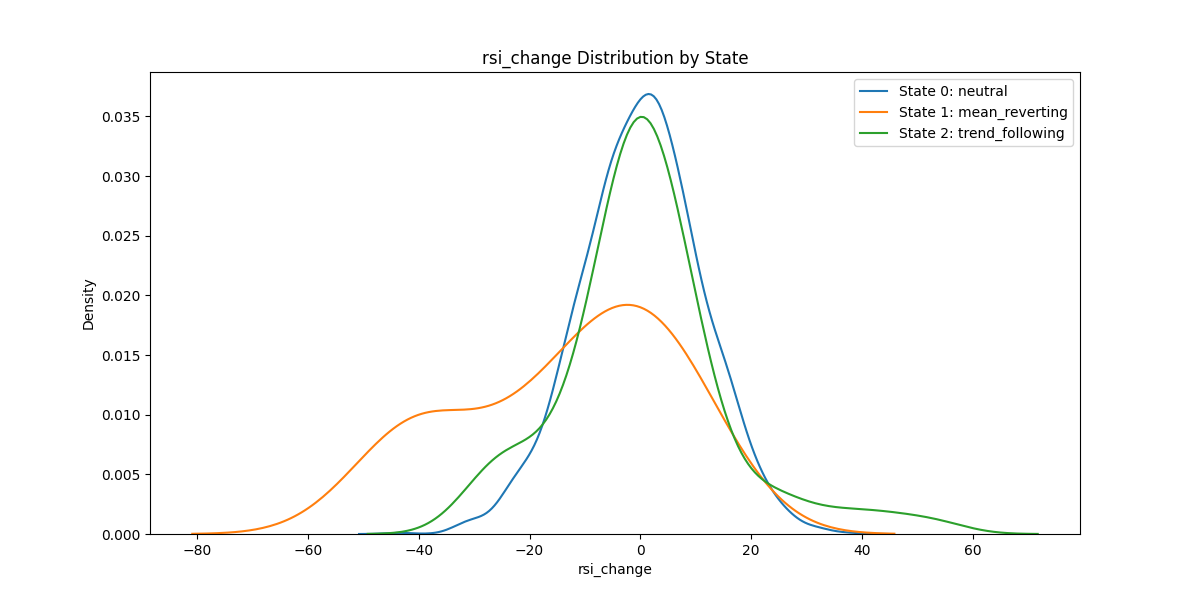 rsi_change Distribution by State
State 0: neutral
State 1: mean_reverting
State 2: trend_following
Density
0.035
0.030
0.025
0.020
0.015
0.010
0.005
0.000
−80 −60 −40 −20 0 20 40 60
rsi_change